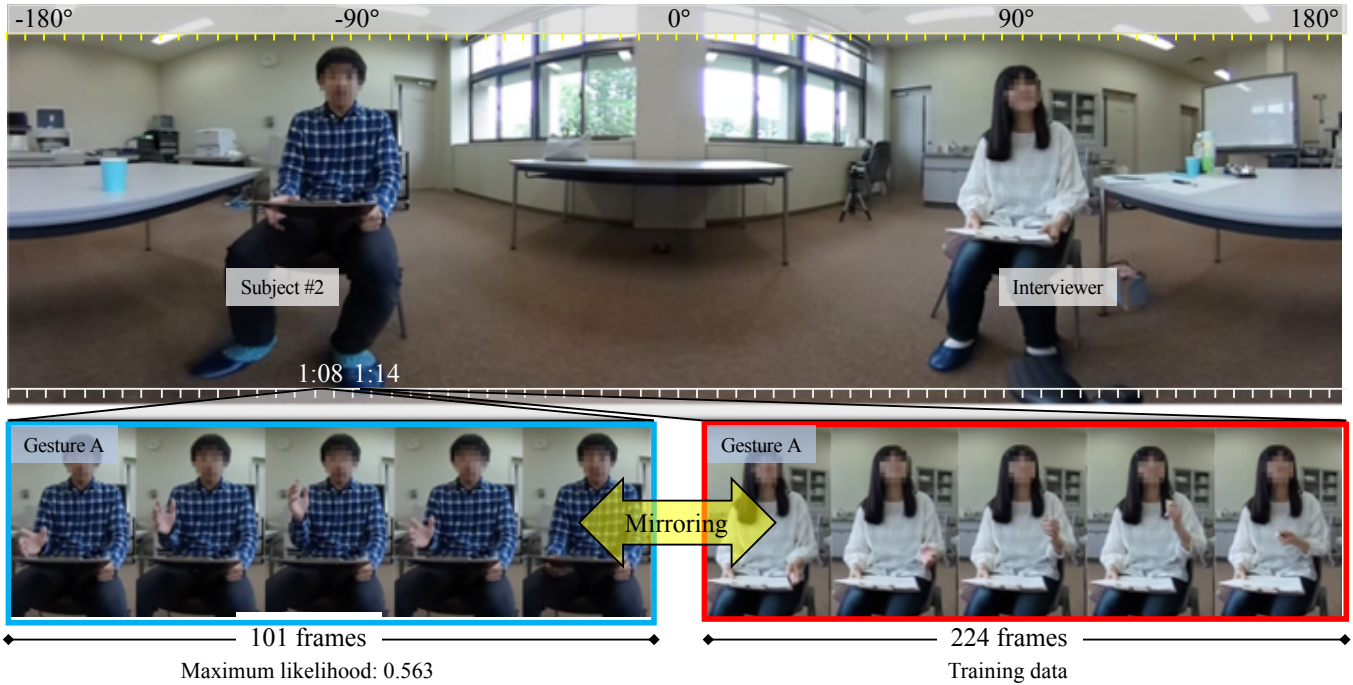 -180° -90° 0° 90° 180°
Subject #2
Interviewer
1:08 1:14
Gesture A
Gesture A
Mirroring
101 frames
224 frames
Maximum likelihood: 0.563
Training data